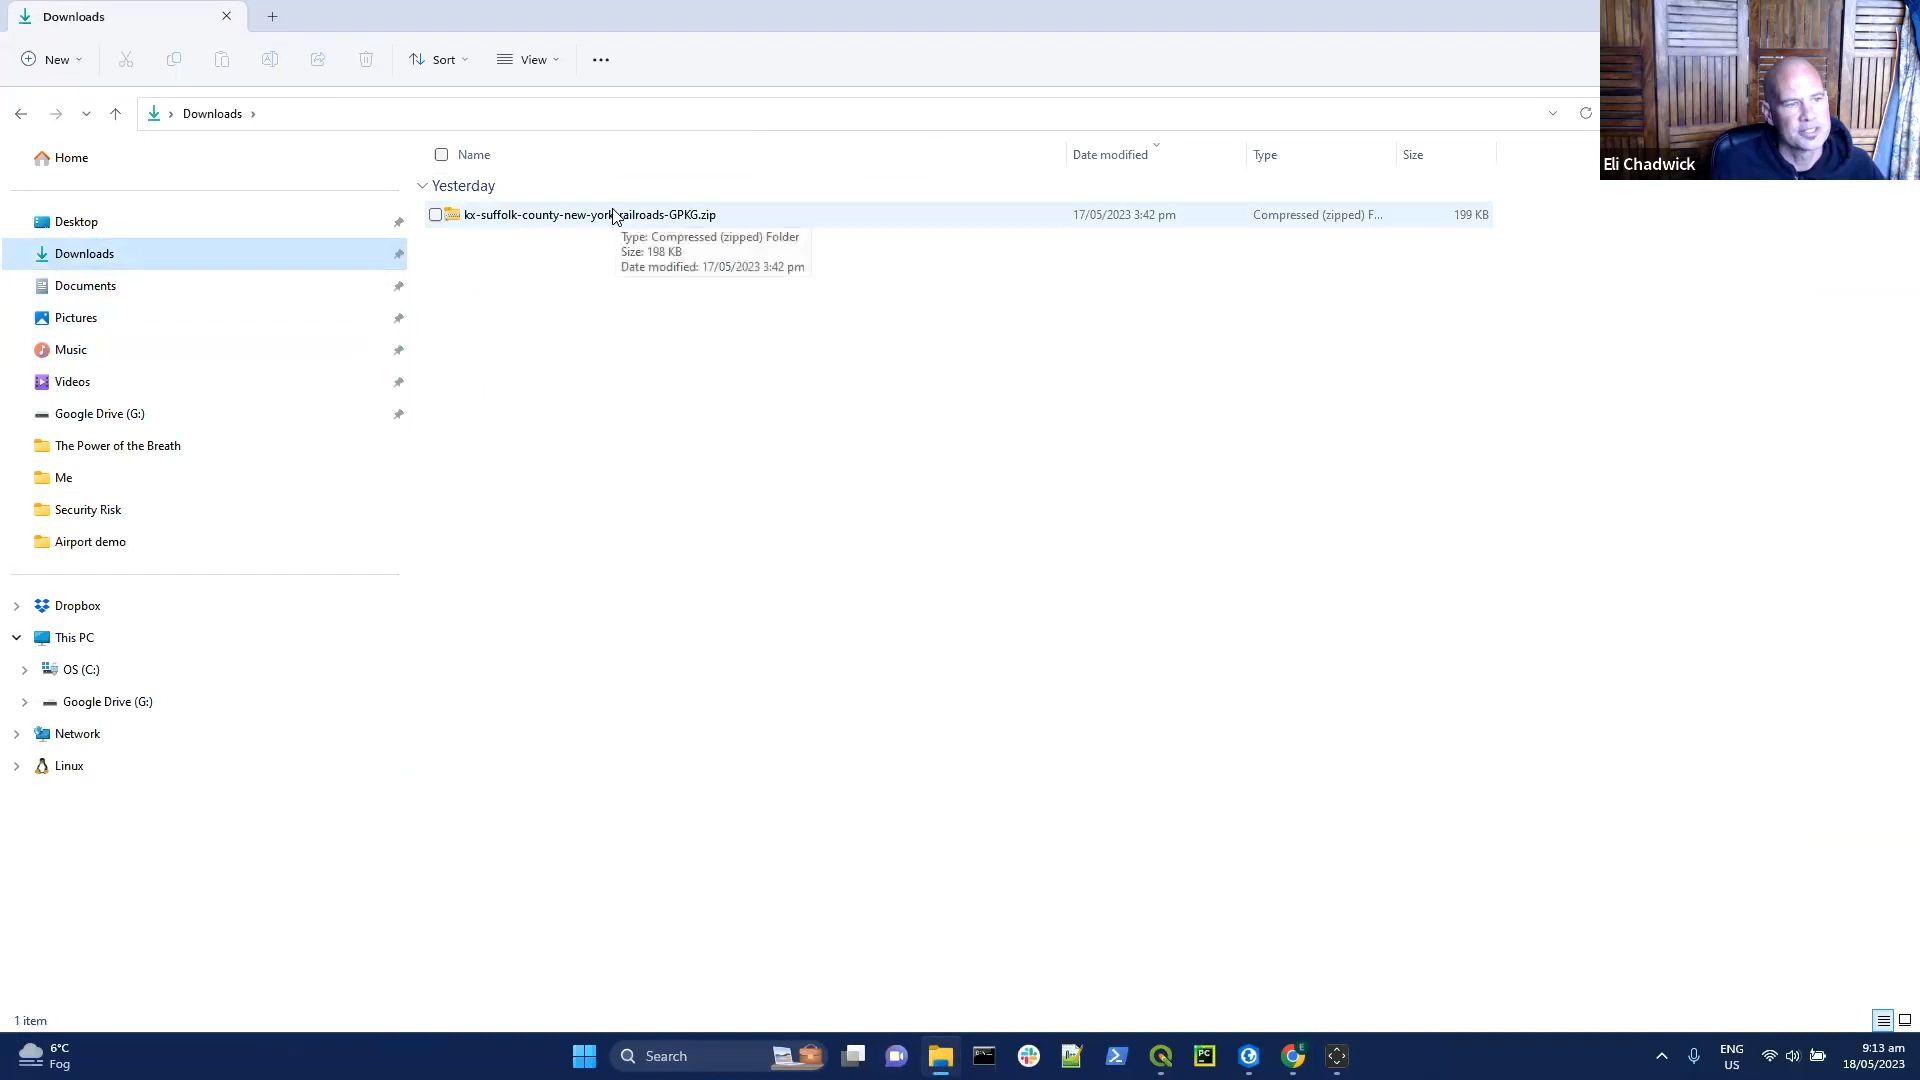 Downloads
New
Sort
View
Downloads
Eli Chadwick
Home
Desktop
Downloads
Documents
Pictures
Music
Videos
Google Drive (G:)
The Power of the Breath
Me
Security Risk
Airport demo
Dropbox
This PC
OS (C:)
Google Drive (G:)
Network
Linux
Name Date modified Type Size
Yesterday
kx-suffolk-county-new-york-railroads-GPKG.zip 17/05/2023 3:42 pm Compressed (zipped) F... 199 KB
Type: Compressed (zipped) Folder
Size: 198 KB
Date modified: 17/05/2023 3:42 pm
1 item
6°C
Fog
Search
PC
E
ENG
US
9:13 am
18/05/2023